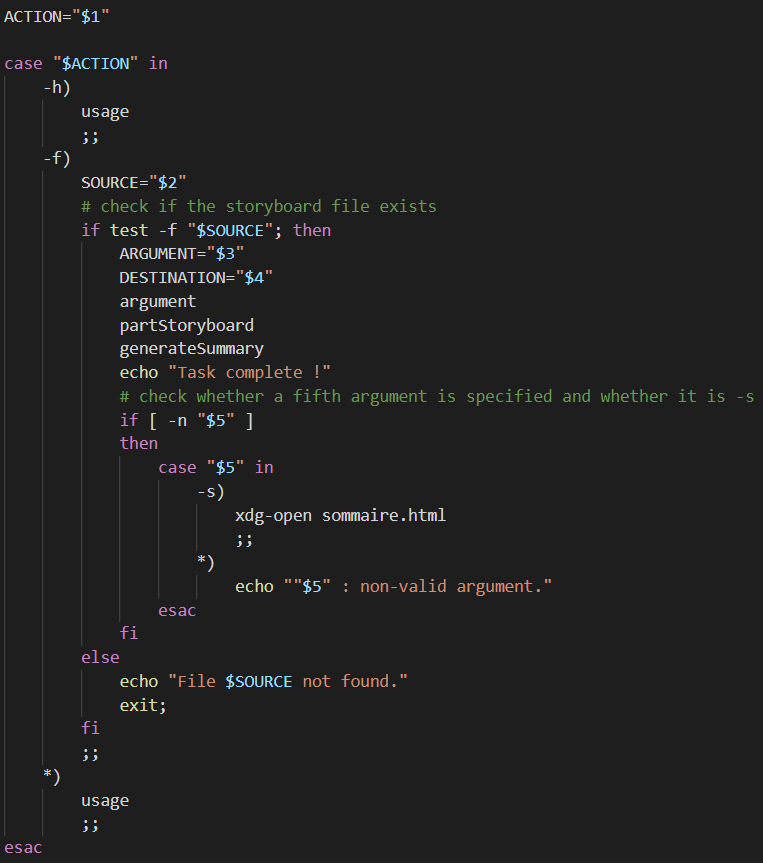 ACTION="$1"

case "$ACTION" in
    -h)
        usage
        ;;
    -f)
        SOURCE="$2"
        # check if the storyboard file exists
        if test -f "$SOURCE"; then
            ARGUMENT="$3"
            DESTINATION="$4"
            argument
            partStoryboard
            generateSummary
            echo "Task complete !"
            # check whether a fifth argument is specified and whether it is -s
            if [ -n "$5" ]
            then
                case "$5" in
                    -s)
                        xdg-open sommaire.html
                        ;;
                    *)
                        echo ""$5" : non-valid argument."
                esac
            fi
        else
            echo "File $SOURCE not found."
            exit;
        fi
        ;;
    *)
        usage
        ;;
esac